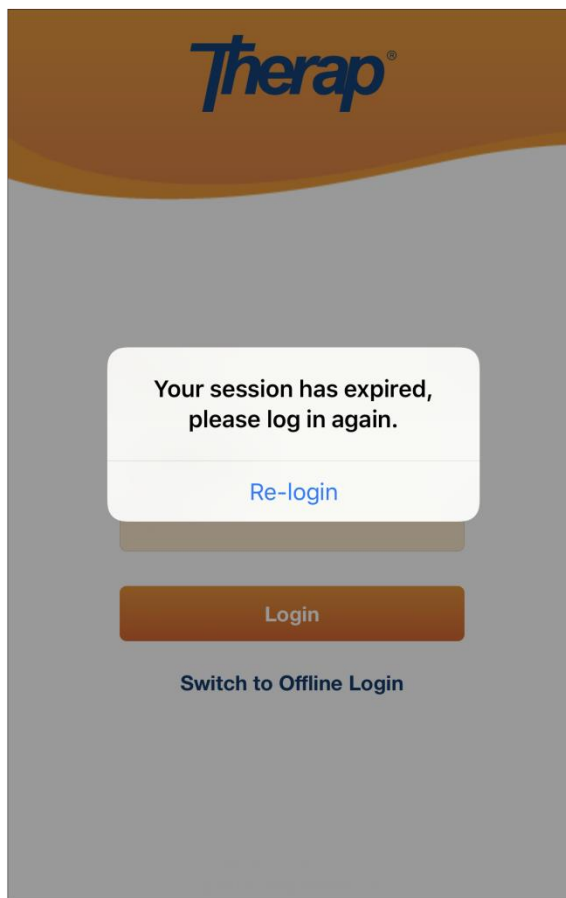 Therap®
Your session has expired,
please log in again.
Re-login
Login
Switch to Offline Login